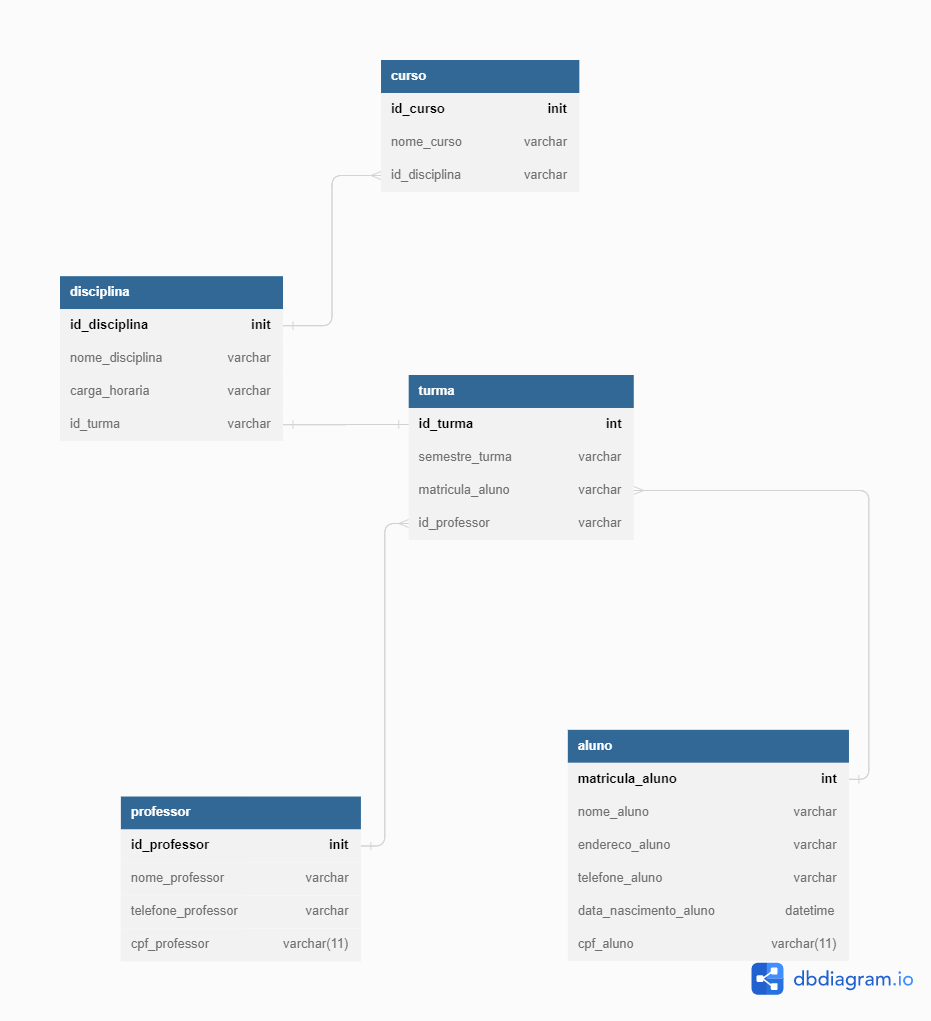 curso
id_curso init
nome_curso varchar
id_disciplina varchar
disciplina
id_disciplina init
nome_disciplina varchar
carga_horaria varchar
id_turma varchar
turma
id_turma int
semestre_turma varchar
matricula_aluno varchar
id_professor varchar
aluno
matricula_aluno int
nome_aluno varchar
endereco_aluno varchar
telefone_aluno varchar
data_nascimento_aluno datetime
cpf_aluno varchar(11)
professor
id_professor init
nome_professor varchar
telefone_professor varchar
cpf_professor varchar(11)
dbdiagram.io